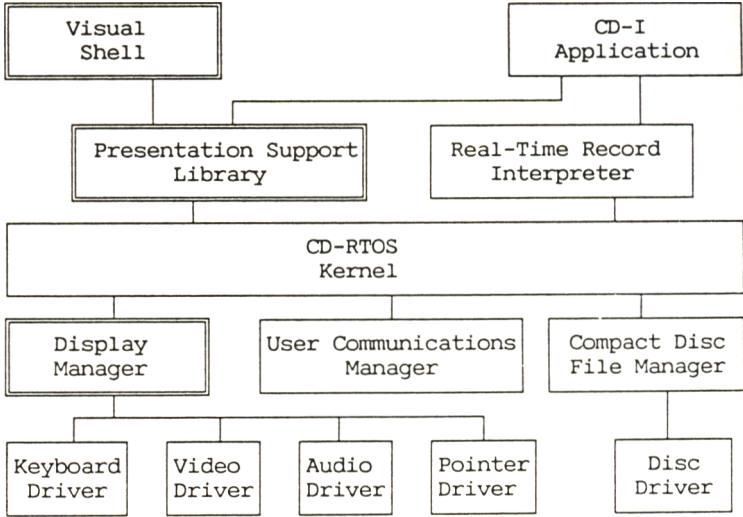 Visual
Shell
CD-I
Application
Presentation Support
Library
Real-Time Record
Interpreter
CD-RTOS
Kernel
Display
Manager
User Communications
Manager
Compact Disc
File Manager
Keyboard
Driver
Video
Driver
Audio
Driver
Pointer
Driver
Disc
Driver